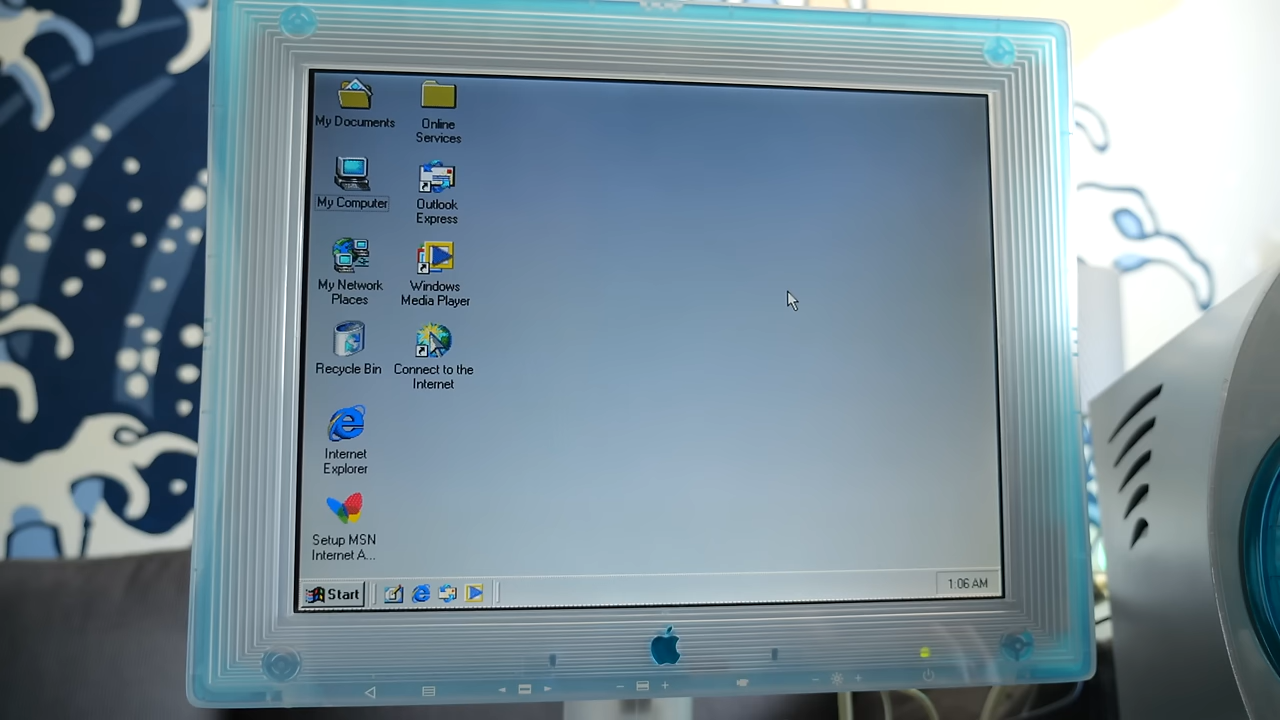 My Documents
Online
Services
My Computer
Outlook
Express
My Network
Places
Windows
Media Player
Recycle Bin
Connect to the
Internet
Internet
Explorer
Setup MSN
Internet A...
Start
1:06 AM